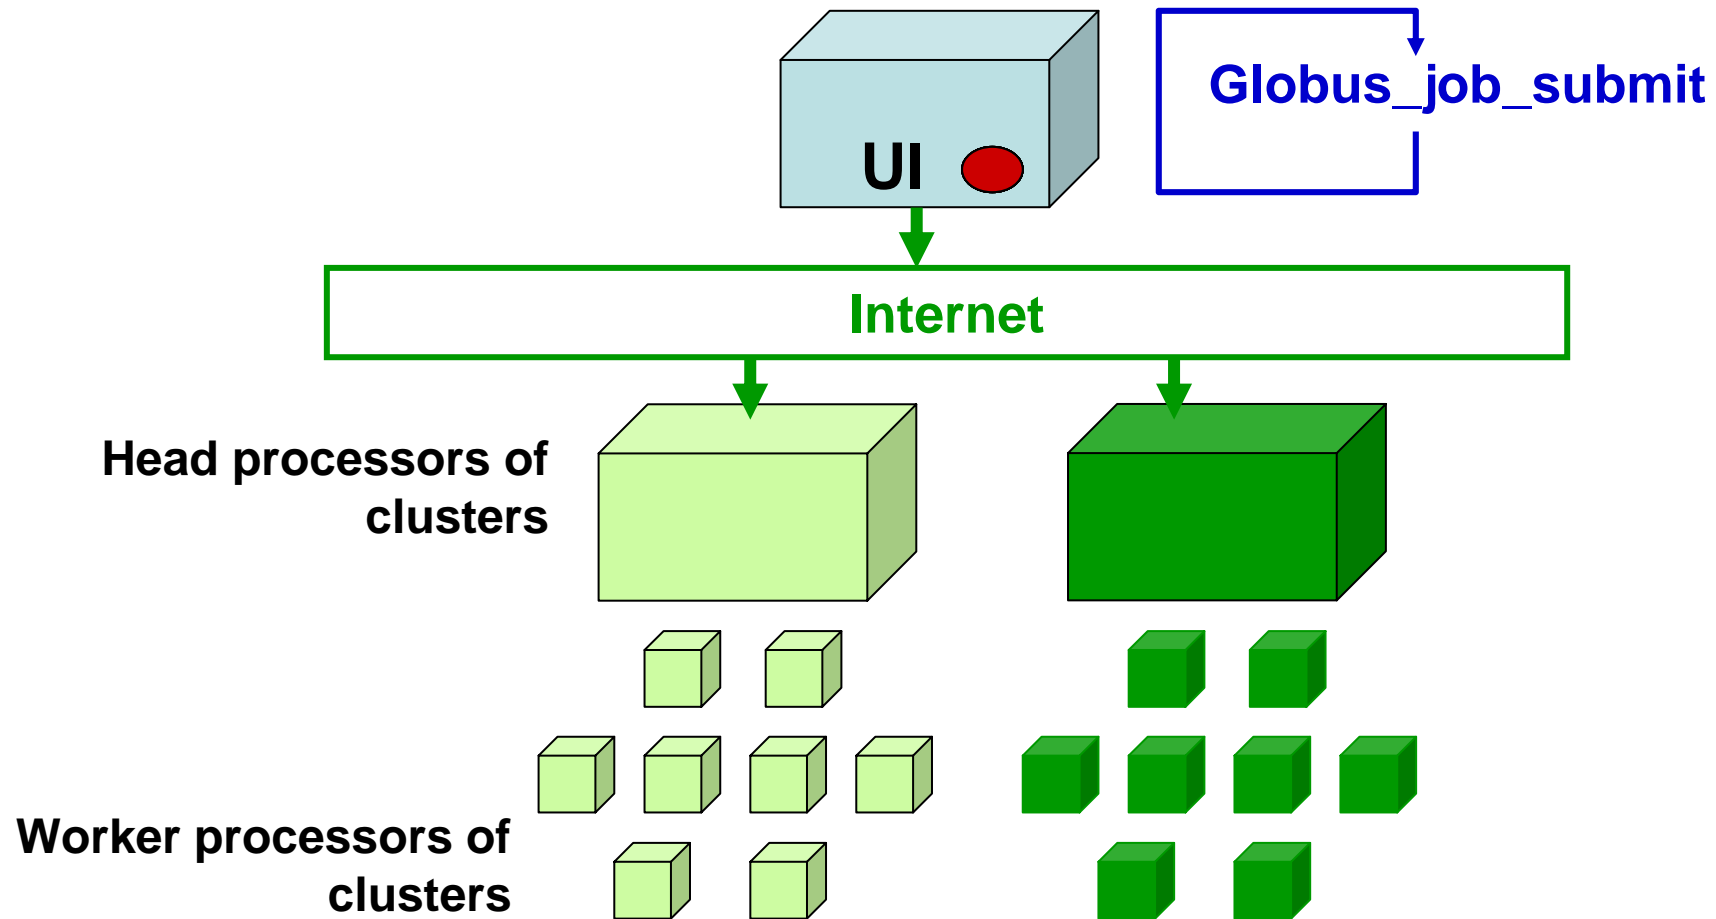 Globus_job_submit
UI
Internet
Head processors of
clusters
Worker processors of
clusters